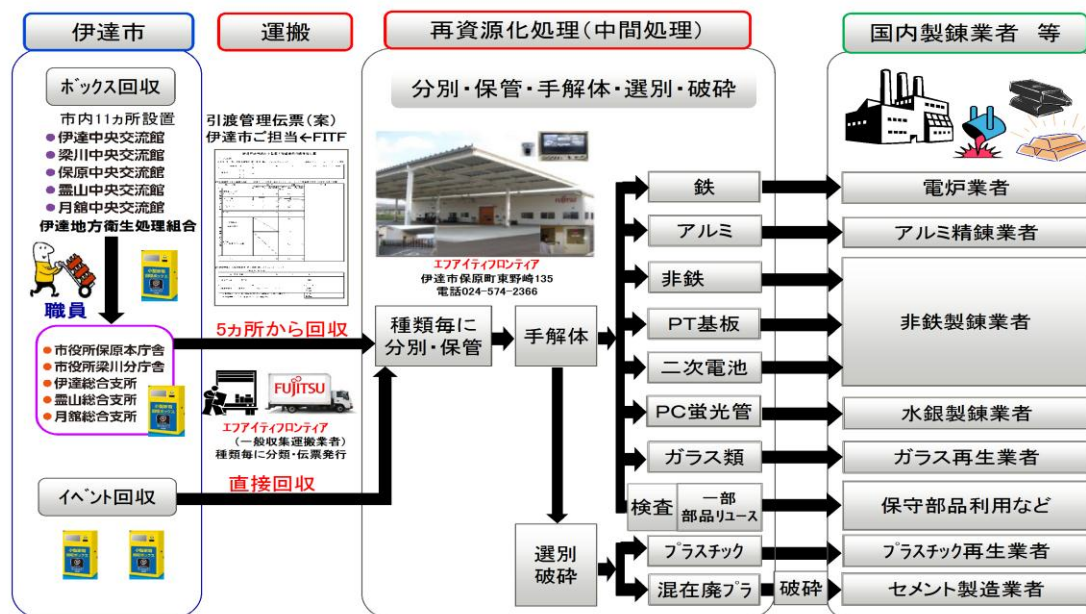 伊達市
運搬
再資源化処理(中間処理)
国内製錬業者 等
ボックス回収
市内11ヵ所設置
●伊達中央交流館
●梁川中央交流館
●保原中央交流館
●霊山中央交流館
●月舘中央交流館
伊達地方衛生処理組合
職員
●市役所保原本庁舎
●市役所梁川分庁舎
●伊達総合支所
●霊山総合支所
●月舘総合支所
イベント回収
引渡管理伝票(案)
伊達市ご担当←FITF
5ヵ所から回収
FUJITSU
エフアイティフロンティア
(一般収集運搬業者)
種類毎に分類・伝票発行
直接回収
分別・保管・手解体・選別・破砕
エフアイティフロンティア
伊達市保原町東野崎135
電話024-574-2366
種類毎に
分別・保管
手解体
選別
破砕
鉄
アルミ
非鉄
PT基板
二次電池
PC蛍光管
ガラス類
検査
一部
部品リユース
プラスチック
混在廃プラ
破砕
電炉業者
アルミ精錬業者
非鉄製錬業者
水銀製錬業者
ガラス再生業者
保守部品利用など
プラスチック再生業者
セメント製造業者